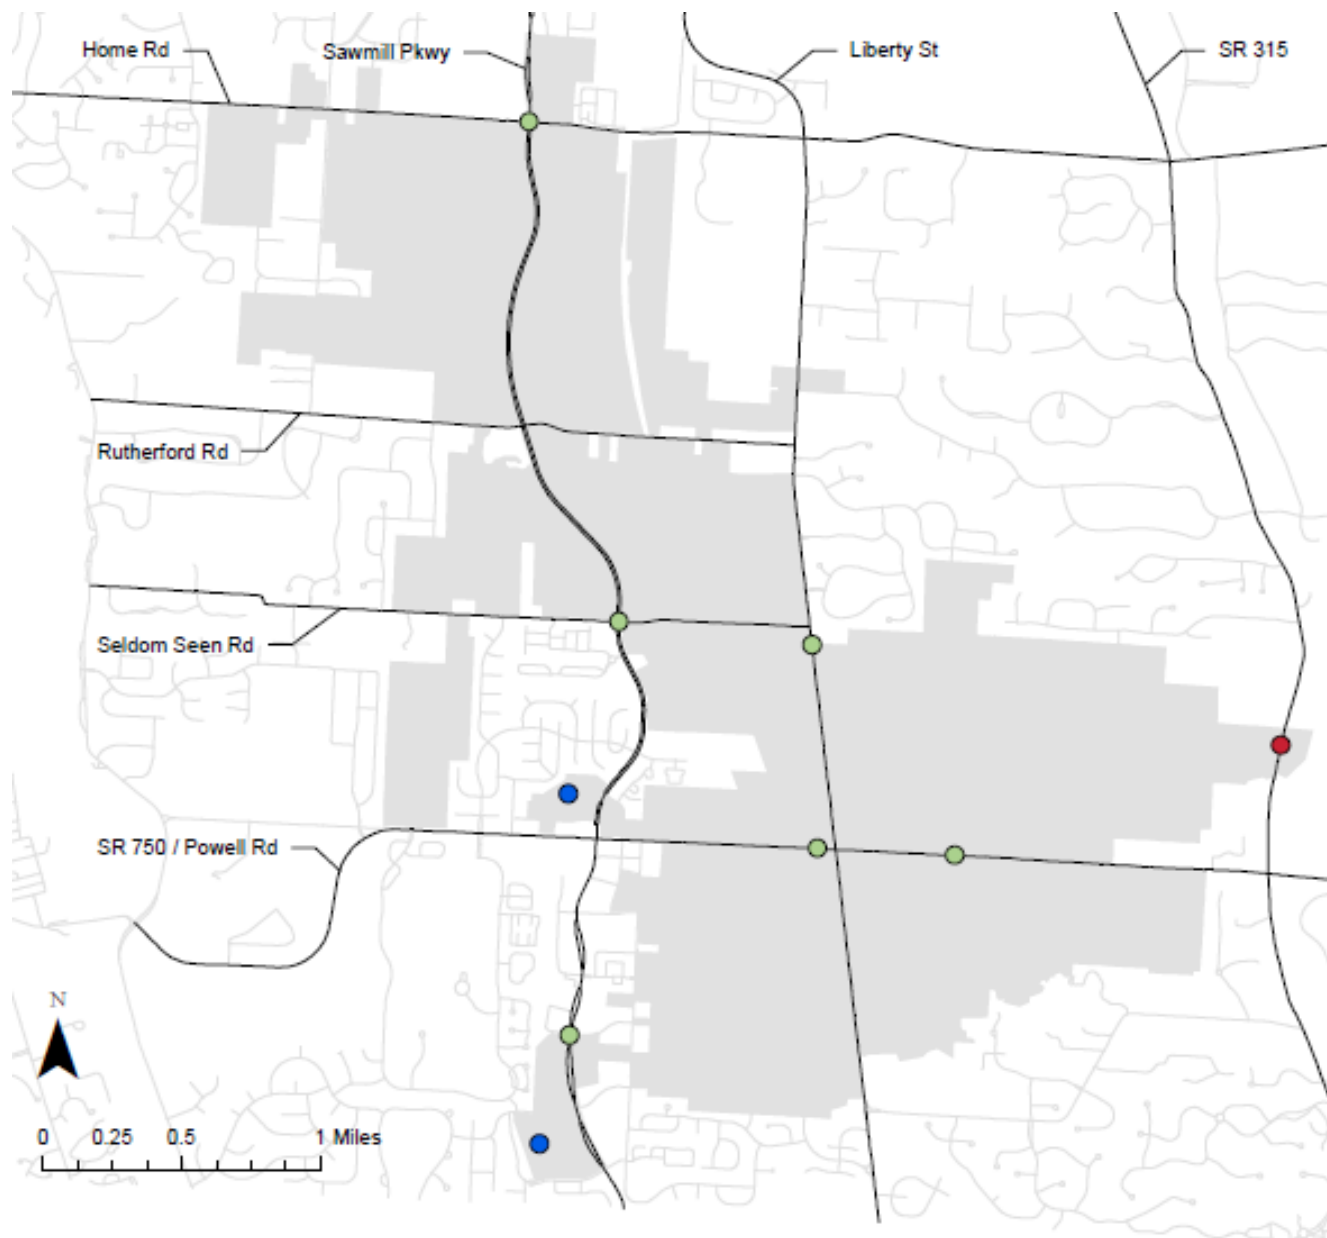 Home Rd
Sawmill Pkwy
Liberty St
SR 315
Rutherford Rd
Seldom Seen Rd
SR 750 / Powell Rd
N
0 0.25 0.5 1 Miles